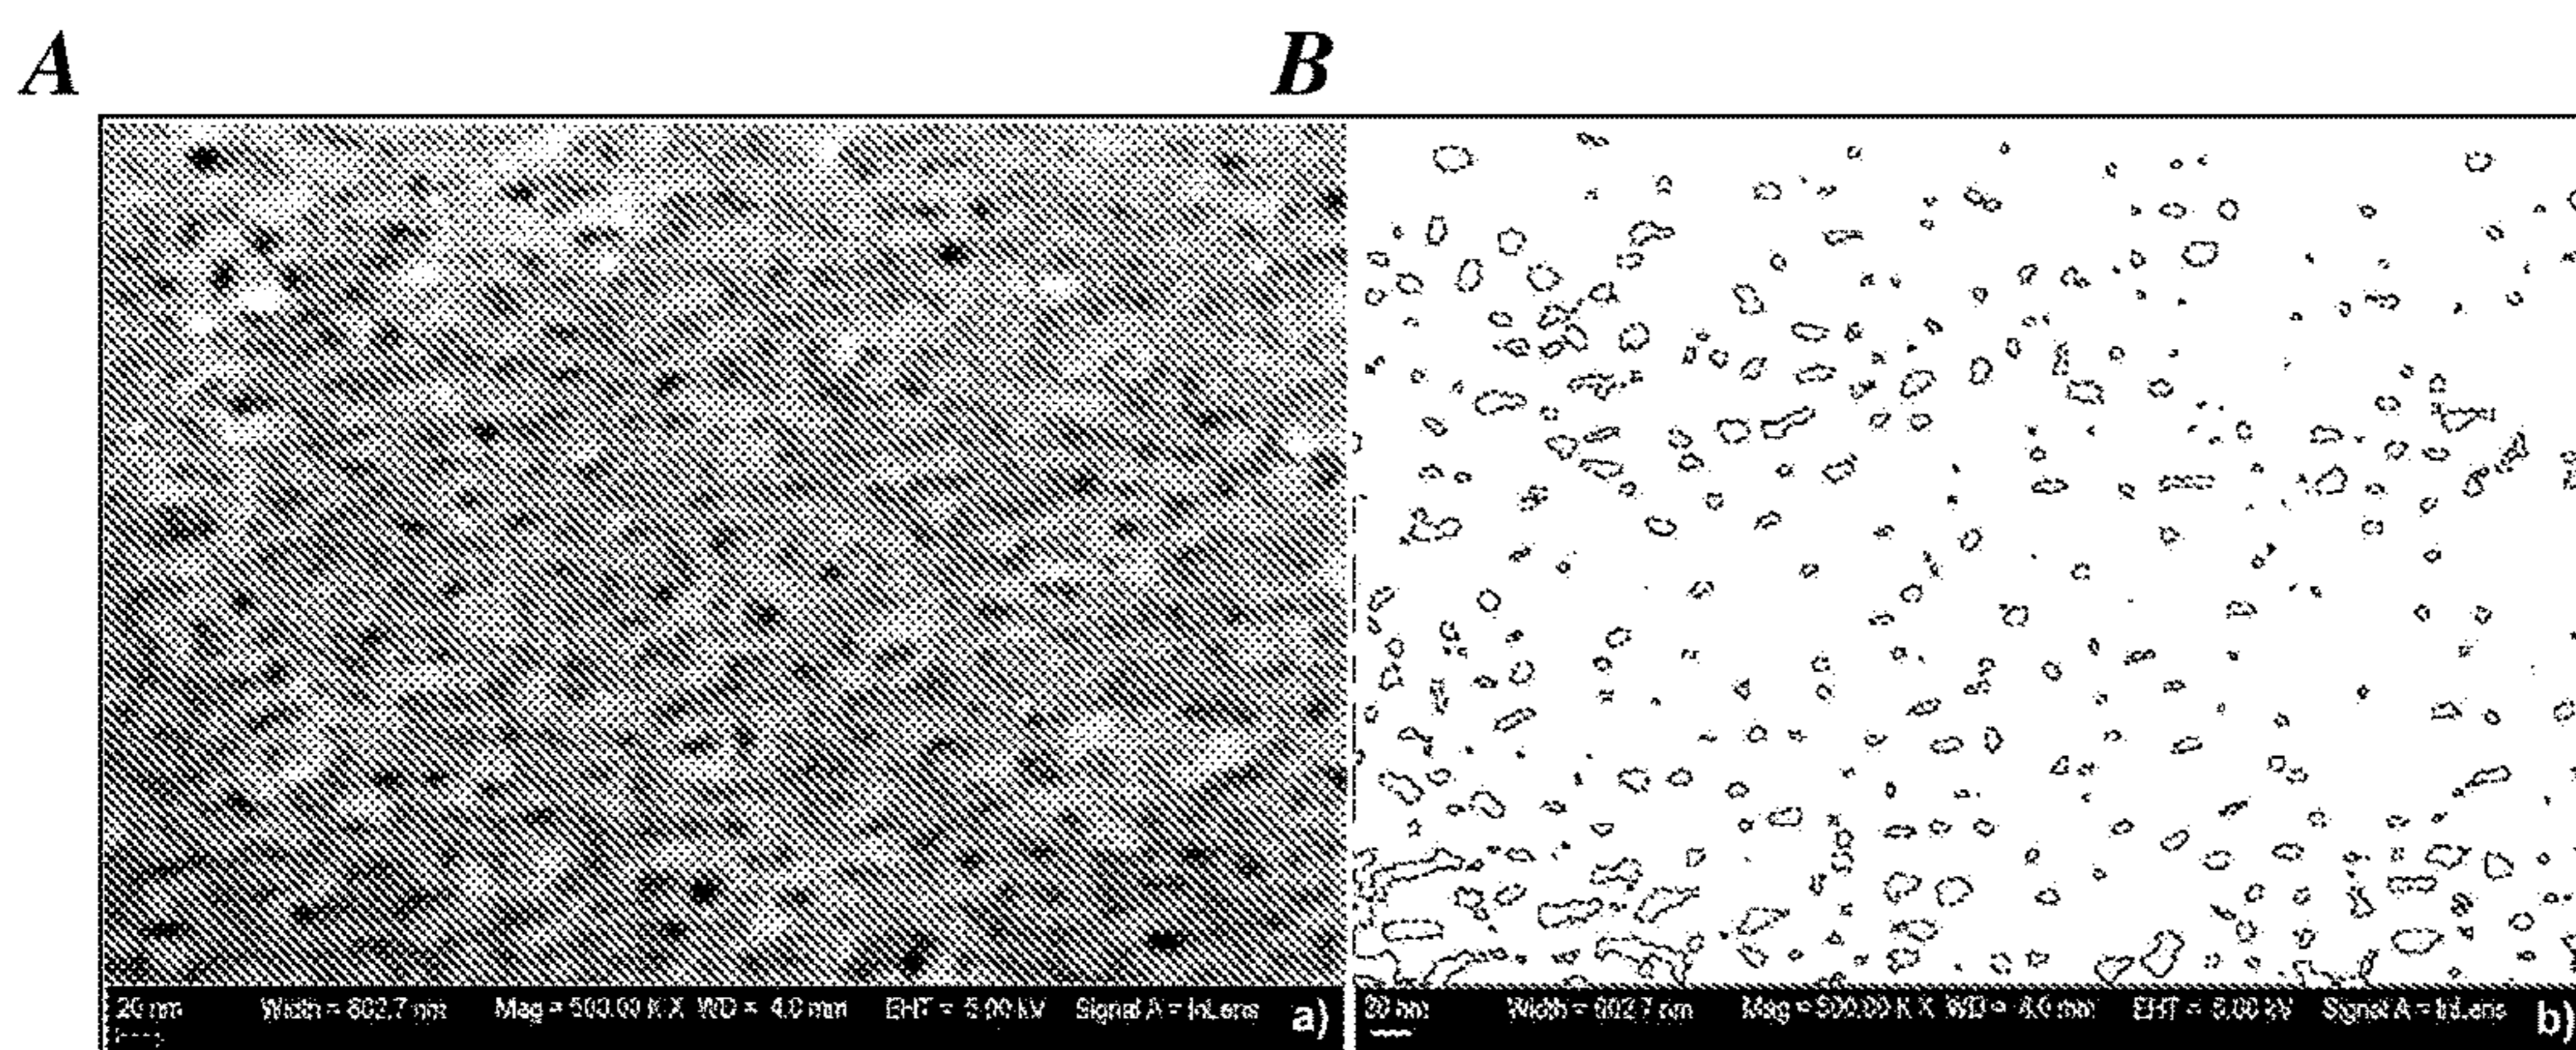 A B
20 nm Width = 602.7 nm Mag = 500.00 K X WD = 4.0 mm EHT = 5.00 kV Signal A = InLens a)
20 nm Width = 602.7 nm Mag = 500.00 K X WD = 4.0 mm EHT = 5.00 kV Signal A = InLens b)